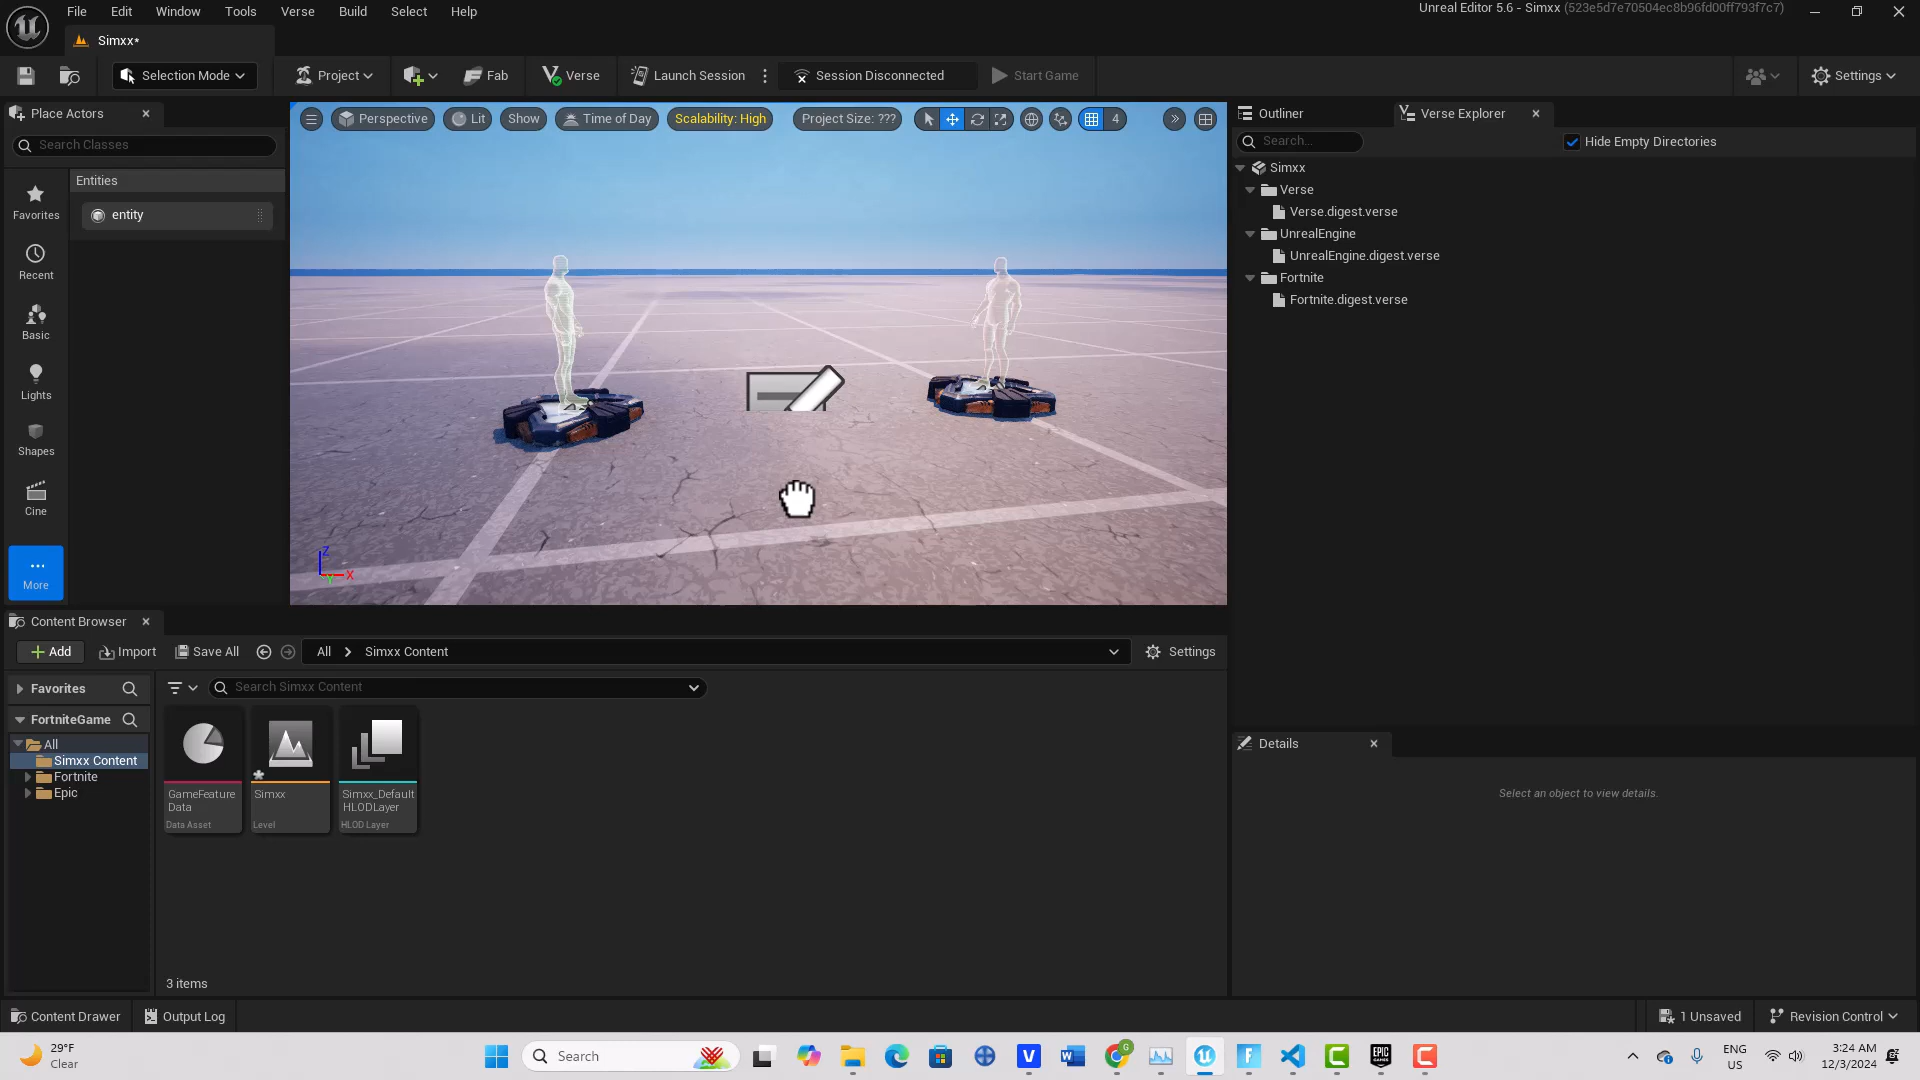 File Edit Window Tools Verse Build Select Help
Unreal Editor 5.6 - Simxx (523e5d7e70504ec8b96fd00ff793f7c7)
Simxx*
Selection Mode
Project
Fab
Verse
Launch Session
Session Disconnected
Start Game
Settings
Place Actors
Search Classes
Entities
entity
Favorites
Recent
Basic
Lights
Shapes
Cine
More
Perspective
Lit
Show
Time of Day
Scalability: High
Project Size: ???
4
Z
X
Y
Outliner
Verse Explorer
Search...
Hide Empty Directories
Simxx
Verse
Verse.digest.verse
UnrealEngine
UnrealEngine.digest.verse
Fortnite
Fortnite.digest.verse
Details
Select an object to view details.
Content Browser
Add
Import
Save All
All
Simxx Content
Settings
Favorites
FortniteGame
All
Simxx Content
Fortnite
Epic
Search Simxx Content
GameFeature
Data
Data Asset
Simxx
Level
Simxx_Default
HLODLayer
HLOD Layer
3 items
Content Drawer
Output Log
1 Unsaved
Revision Control
29°F
Clear
Search
ENG
US
3:24 AM
12/3/2024